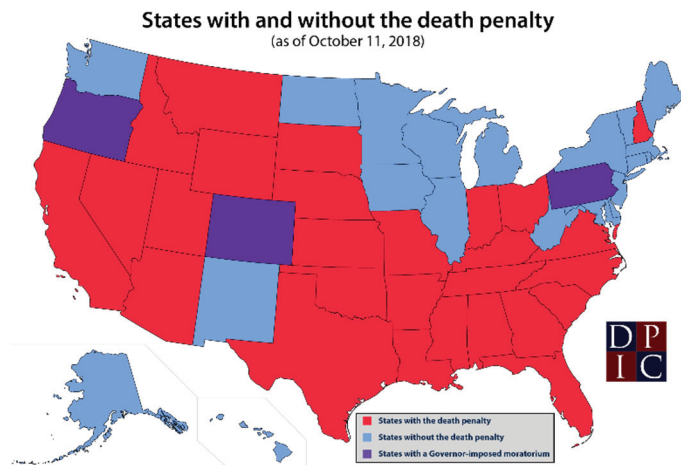 States with and without the death penalty
(as of October 11, 2018)
D P
I C
States with the death penalty
States without the death penalty
States with a Governor-imposed moratorium